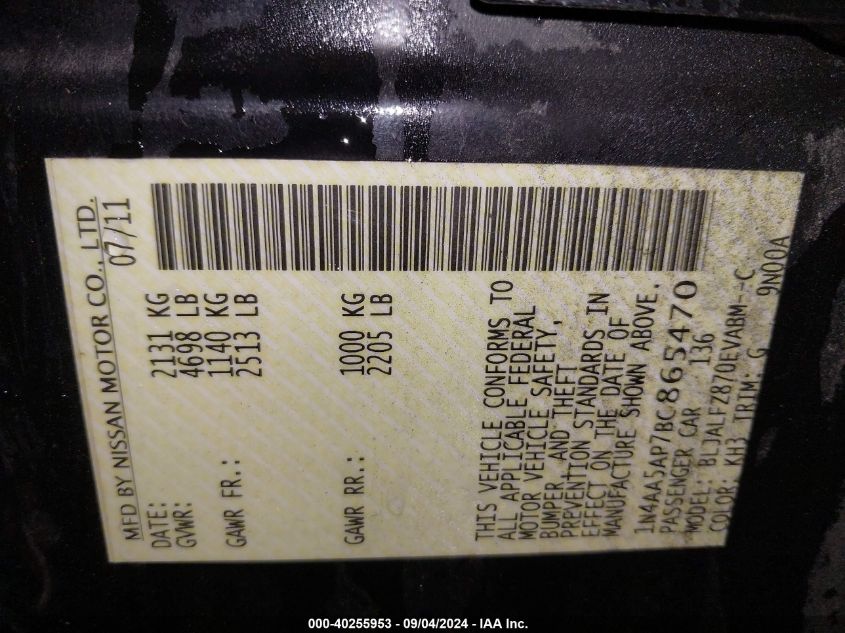 MFD BY NISSAN MOTOR CO., LTD.
07/11
DATE:
GVWR: 2131 KG
4698 LB
GAWR FR.: 1140 KG
2513 LB
GAWR RR.: 1000 KG
2205 LB
THIS VEHICLE CONFORMS TO
ALL APPLICABLE FEDERAL
MOTOR VEHICLE SAFETY,
BUMPER, AND THEFT
PREVENTION STANDARDS IN
EFFECT ON THE DATE OF
MANUFACTURE SHOWN ABOVE.
1N4AA5AP7BC865470
PASSENGER CAR 136
MODEL: BLJALFZ870EVABM--C
COLOR: KH3 TRIM: G 9N00A
000-40255953 - 09/04/2024 - IAA Inc.